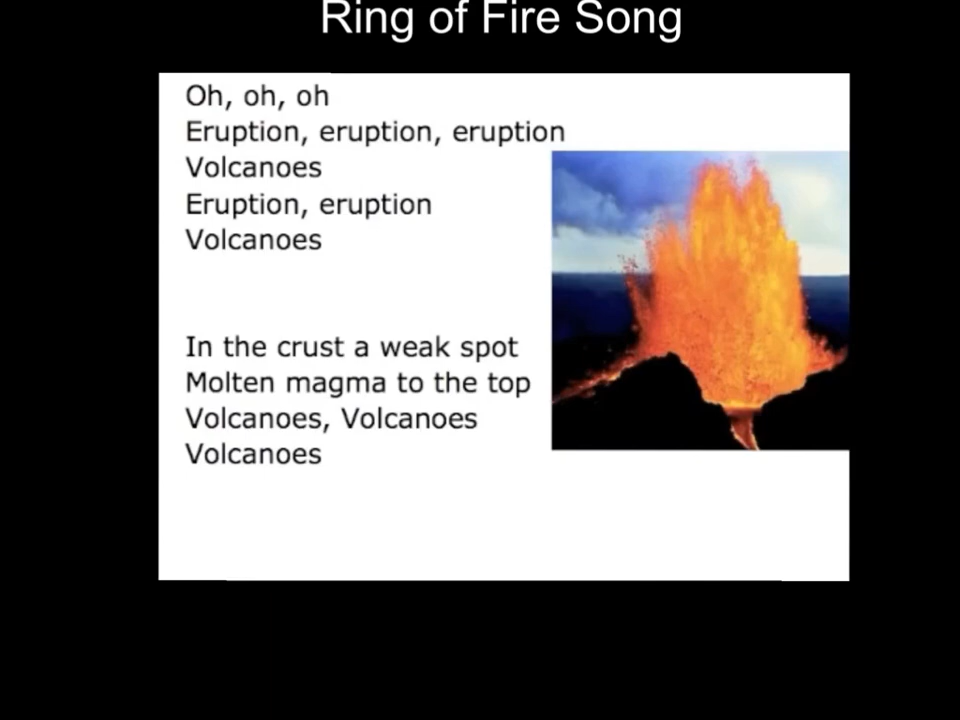 Ring of Fire Song
Oh, oh, oh
Eruption, eruption, eruption
Volcanoes
Eruption, eruption
Volcanoes
In the crust a weak spot
Molten magma to the top
Volcanoes, Volcanoes
Volcanoes